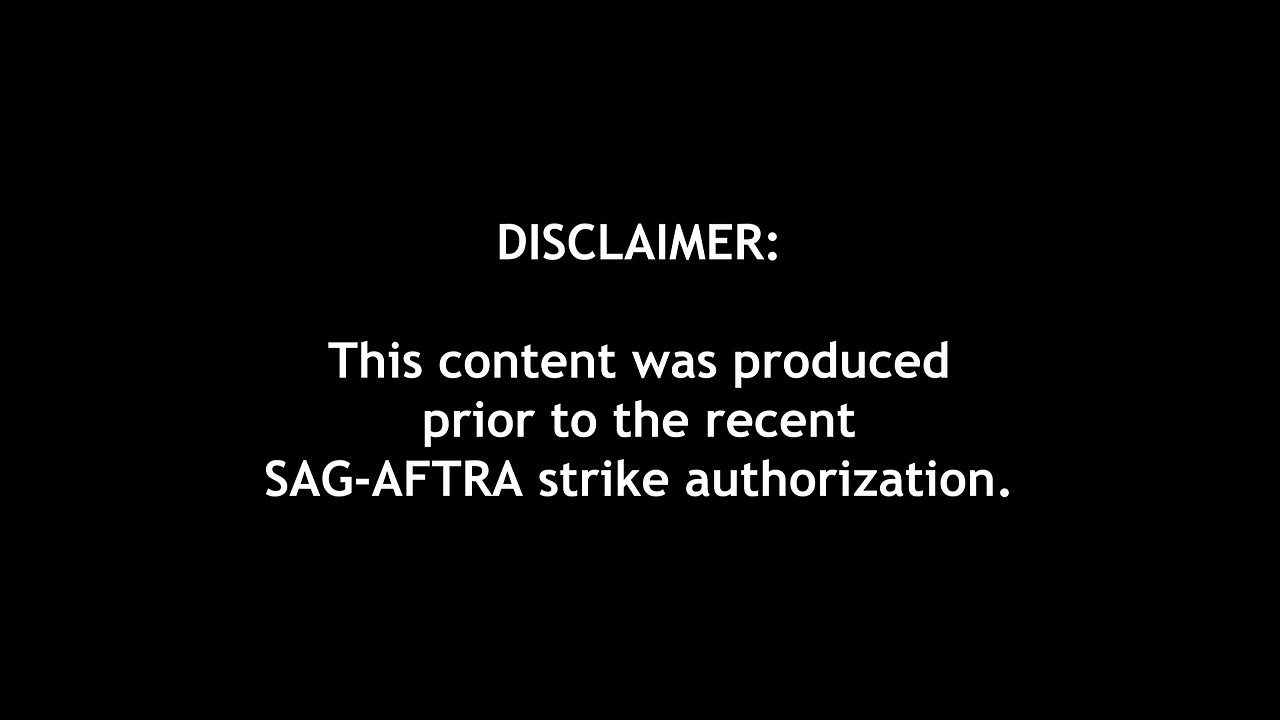 DISCLAIMER:
This content was produced
prior to the recent
SAG-AFTRA strike authorization.